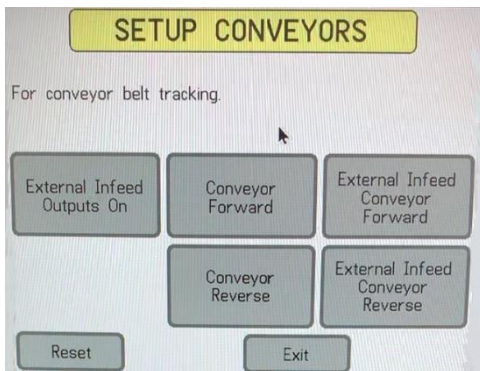 SETUP CONVEYORS
For conveyor belt tracking.
External Infeed
Outputs On
Conveyor
Forward
External Infeed
Conveyor
Forward
Conveyor
Reverse
External Infeed
Conveyor
Reverse
Reset
Exit